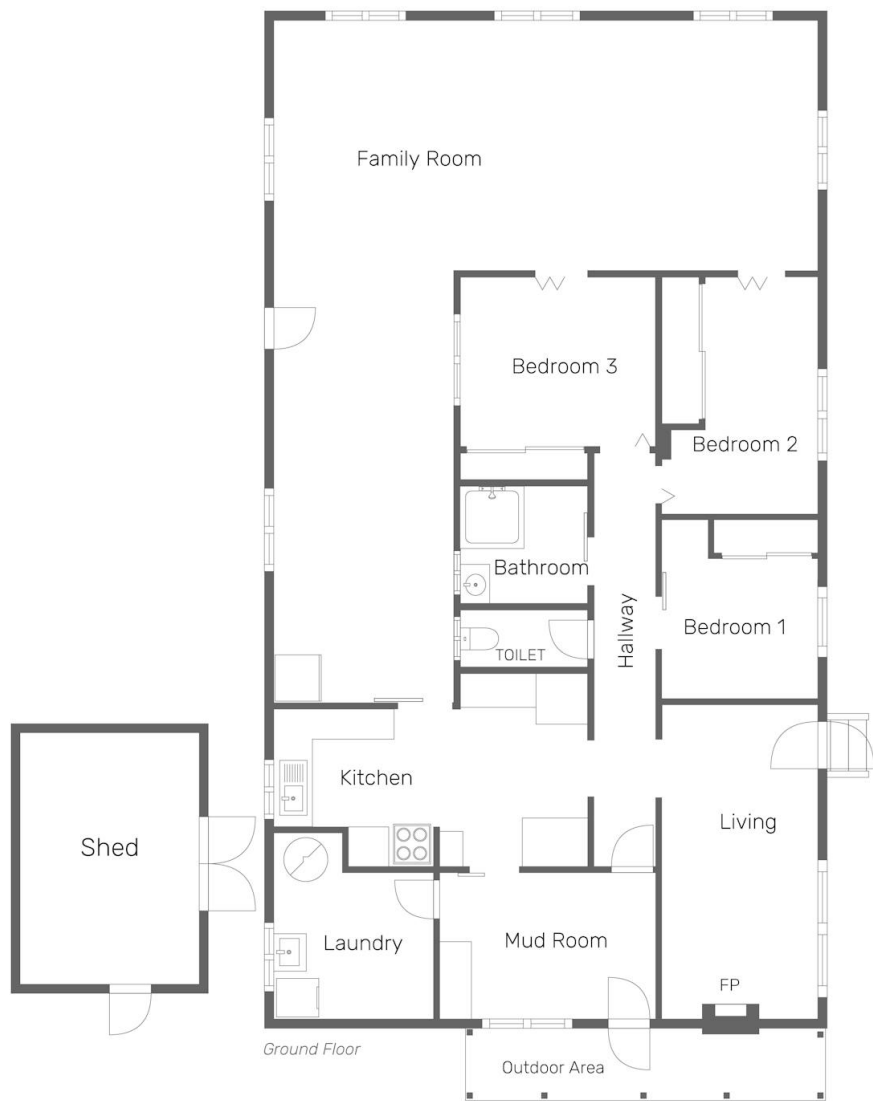 Family Room
Bedroom 3
Bedroom 2
Bathroom
Hallway
Bedroom 1
TOILET
Kitchen
Living
Shed
Laundry
Mud Room
FP
Ground Floor
Outdoor Area